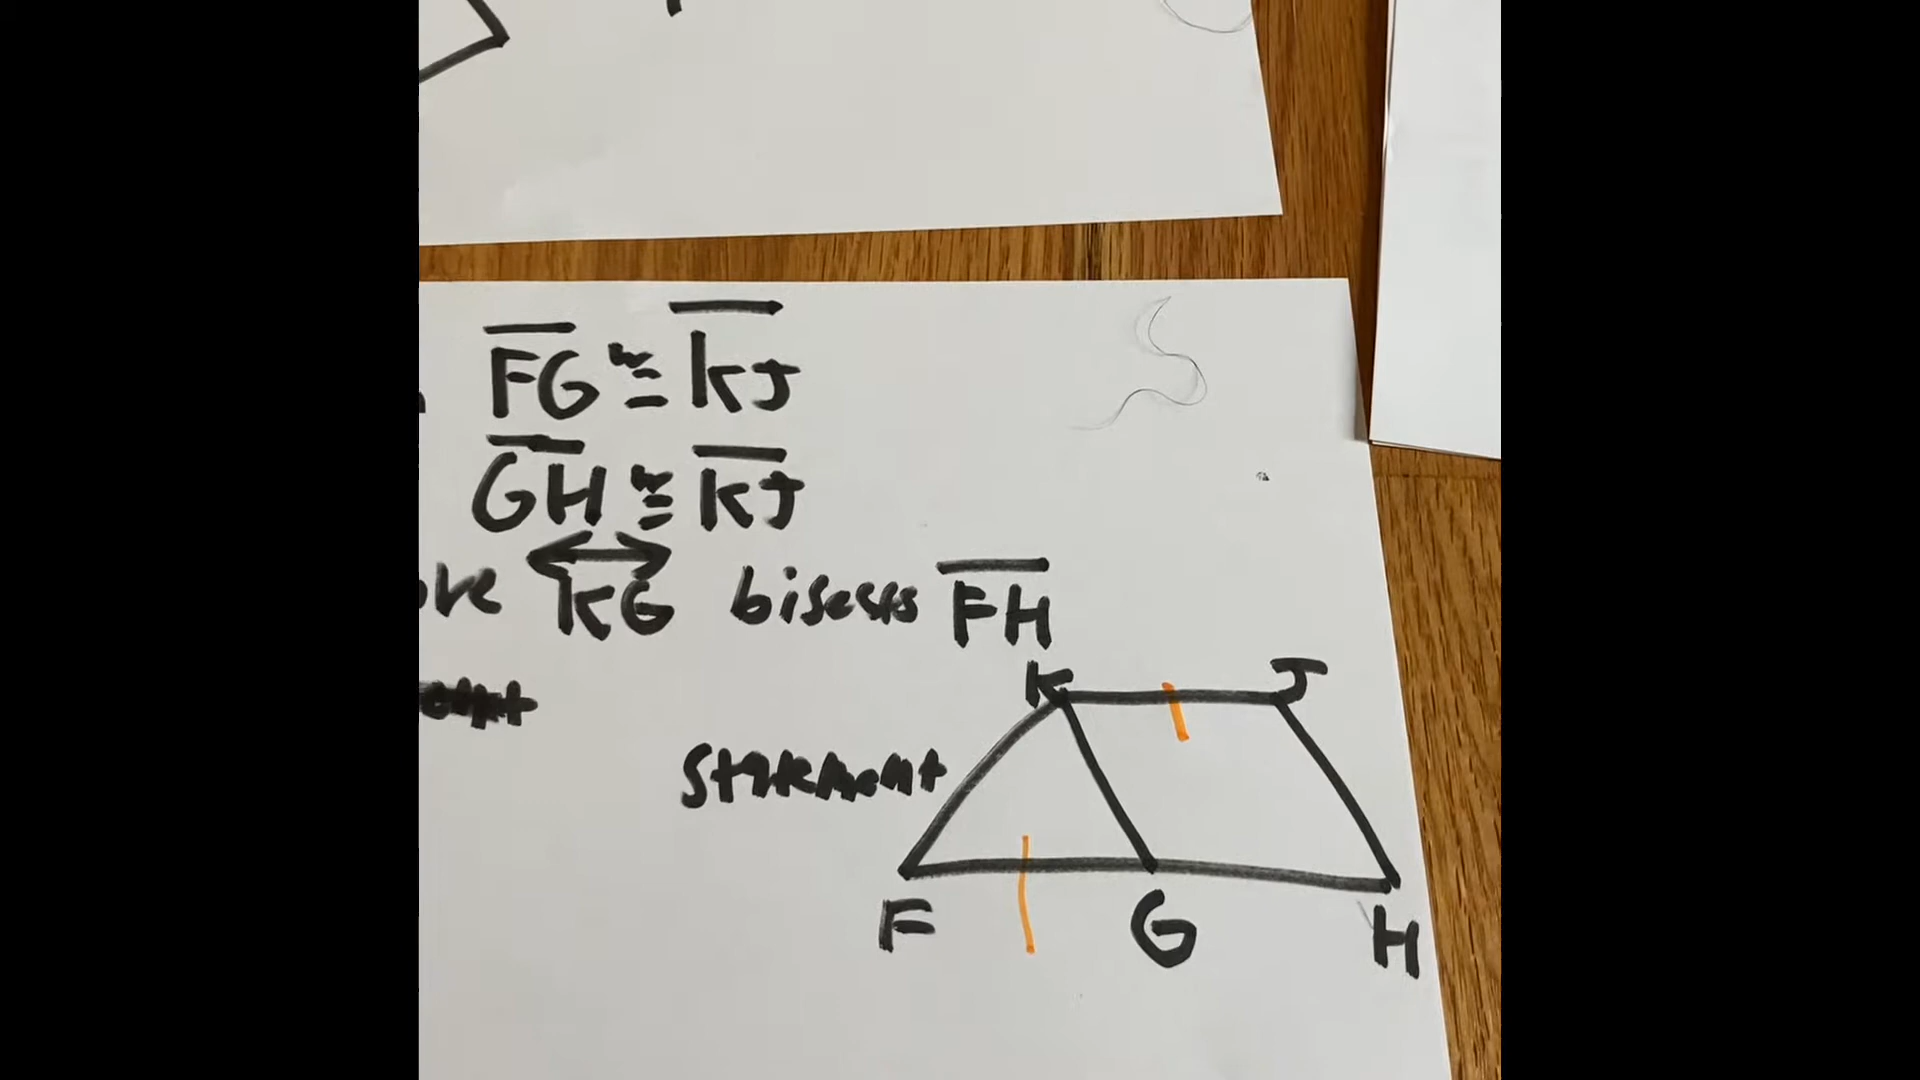 FG ≅ KJ
GH ≅ KJ
KG bisects FH
K J
Statement
F G H